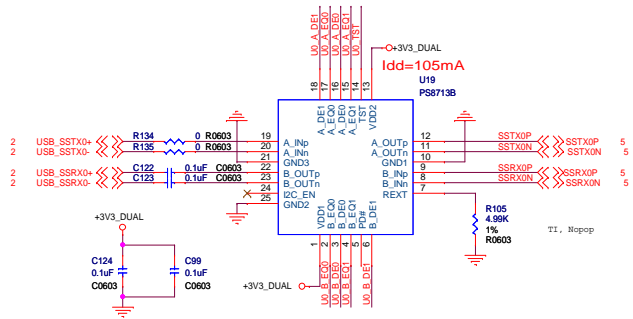 U0_A_DE1
U0_A_EQ0
U0_A_DE0
U0_A_EQ1
U0_TST
+3V3_DUAL
Idd=105mA
U19
PS8713B
18 17 16 15 14 13
A_DE1
A_EQ0
A_DE0
A_EQ1
TST
VDD2
2 USB_SSTX0+ R134 0 R0603 19 A_INp A_OUTp 12 SSTX0P SSTX0P 5
2 USB_SSTX0- R135 0 R0603 20 A_INn A_OUTn 11 SSTX0N SSTX0N 5
21 GND3 GND1 10
2 USB_SSRX0+ C122 0.1uF C0603 22 B_OUTp B_INp 9 SSRX0P SSRX0P 5
2 USB_SSRX0- C123 0.1uF C0603 23 B_OUTn B_INn 8 SSRX0N SSRX0N 5
24 I2C_EN REXT 7
25 GND2
VDD1
B_EQ0
B_DE0
B_EQ1
PD#
B_DE1
1 2 3 4 5 6
R105
4.99K
1%
R0603
TI, Nopop
+3V3_DUAL
C124
0.1uF
C0603
C99
0.1uF
C0603
+3V3_DUAL
U0_B_EQ0
U0_B_DE0
U0_B_EQ1
U0_B_DE1